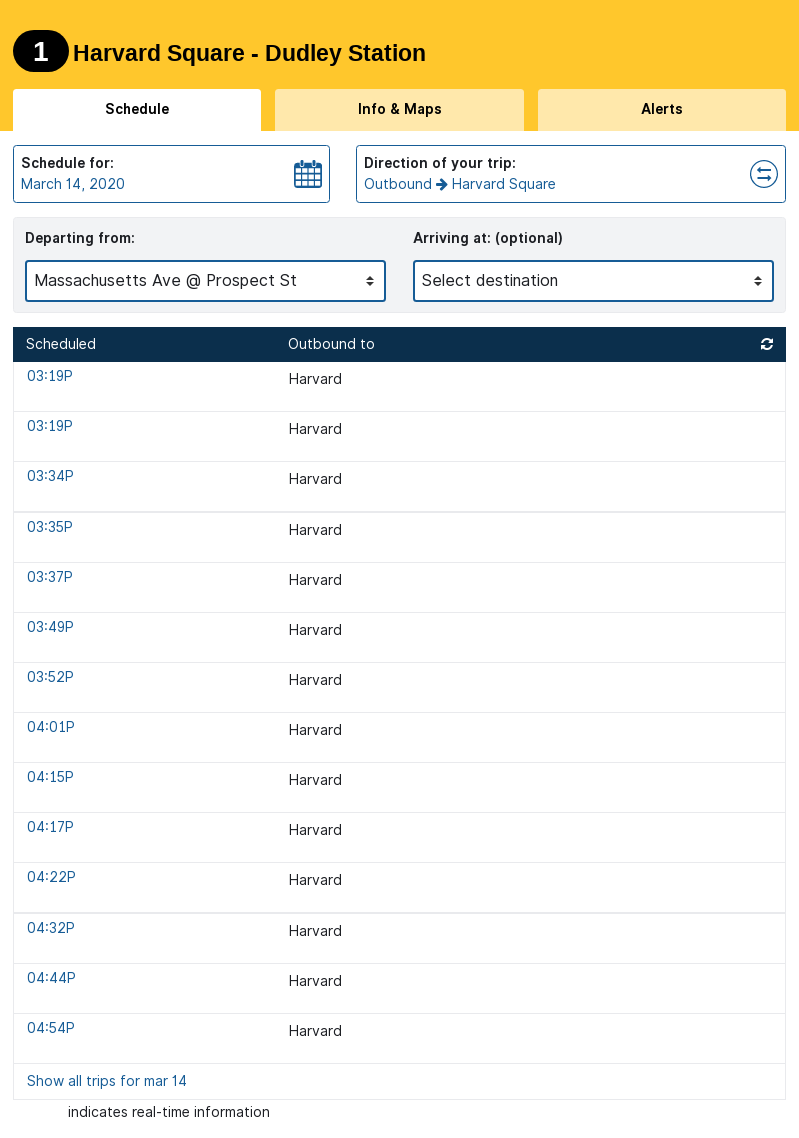 1 Harvard Square - Dudley Station
Schedule Info & Maps Alerts
Schedule for:
March 14, 2020
Direction of your trip:
Outbound Harvard Square
Departing from:
Massachusetts Ave @ Prospect St
Arriving at: (optional)
Select destination
Scheduled Outbound to
03:19P Harvard
03:19P Harvard
03:34P Harvard
03:35P Harvard
03:37P Harvard
03:49P Harvard
03:52P Harvard
04:01P Harvard
04:15P Harvard
04:17P Harvard
04:22P Harvard
04:32P Harvard
04:44P Harvard
04:54P Harvard
Show all trips for mar 14
indicates real-time information